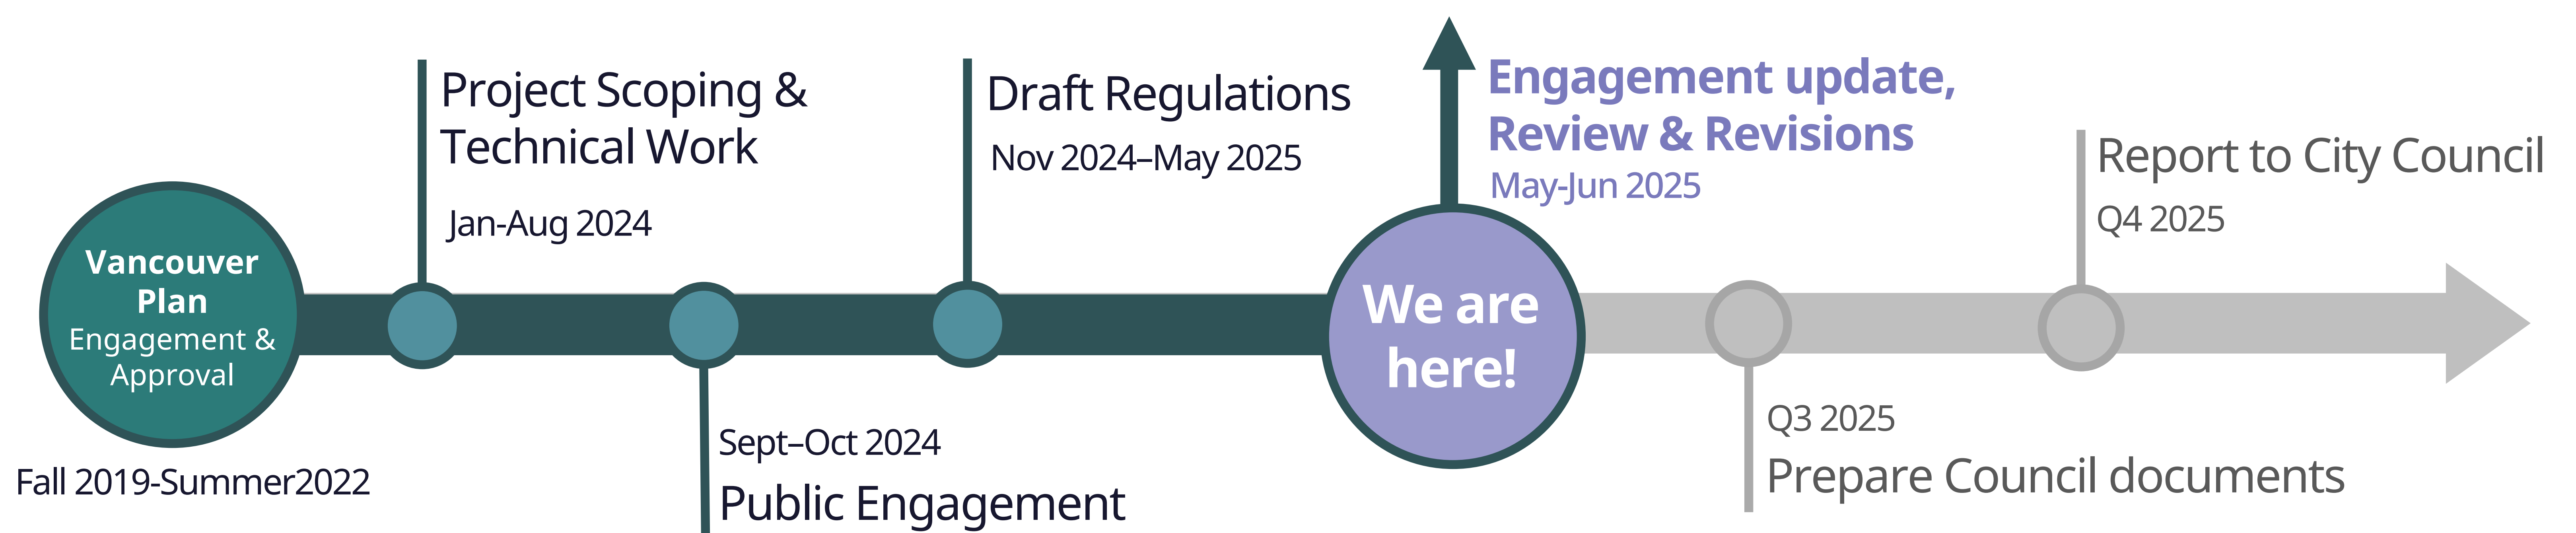 Vancouver
Plan
Engagement &
Approval
Fall 2019-Summer2022
Project Scoping &
Technical Work
Jan-Aug 2024
Sept–Oct 2024
Public Engagement
Draft Regulations
Nov 2024–May 2025
We are
here!
Engagement update,
Review & Revisions
May-Jun 2025
Q3 2025
Prepare Council documents
Report to City Council
Q4 2025